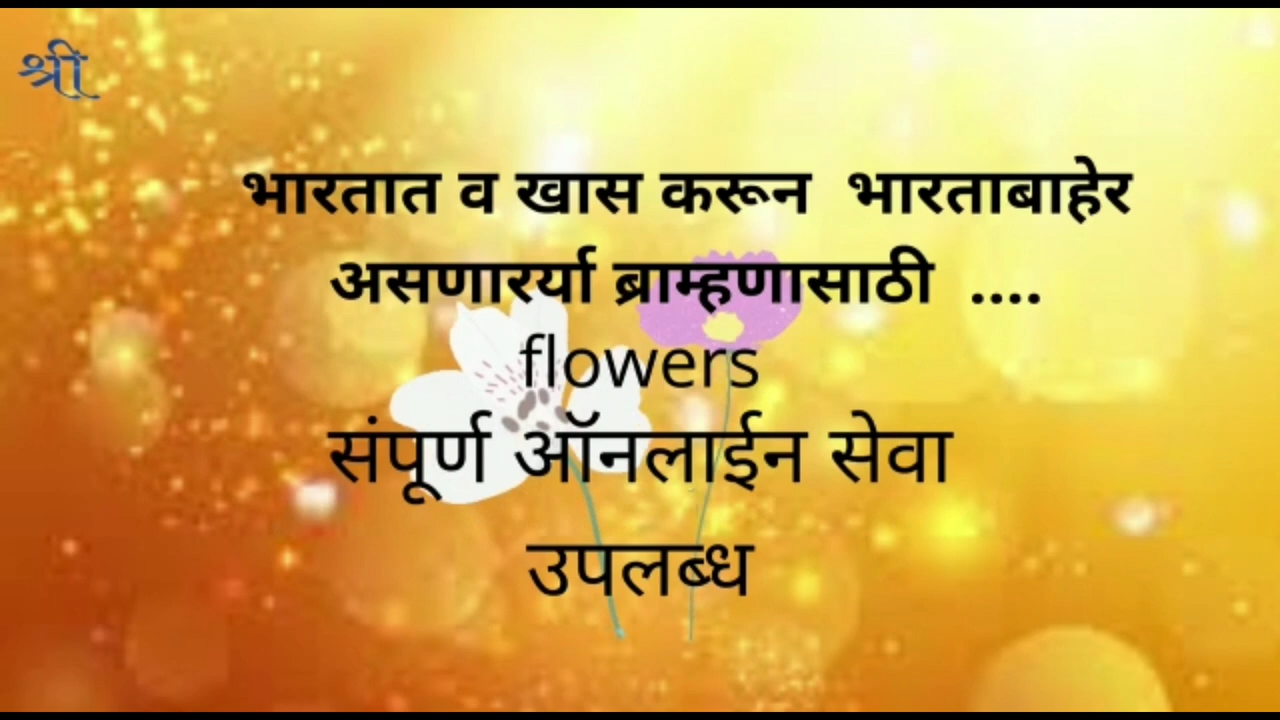 श्री
भारतात व खास करून भारताबाहेर
असणारर्या ब्राम्हणासाठी ....
flowers
संपूर्ण ऑनलाईन सेवा
उपलब्ध